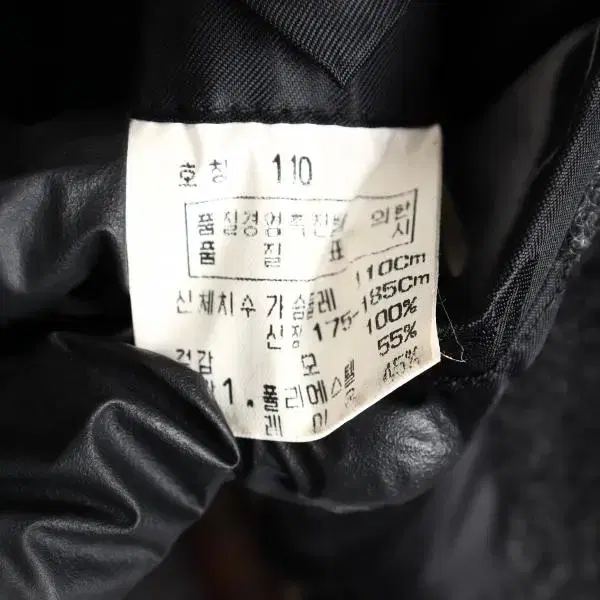 호칭 110
품질경영촉진법 의한
품 질 표 시
신체치수 가슴둘레 110cm
신장 175-185cm
겉감 모 100%
1. 폴리에스텔 55%
레이 45%